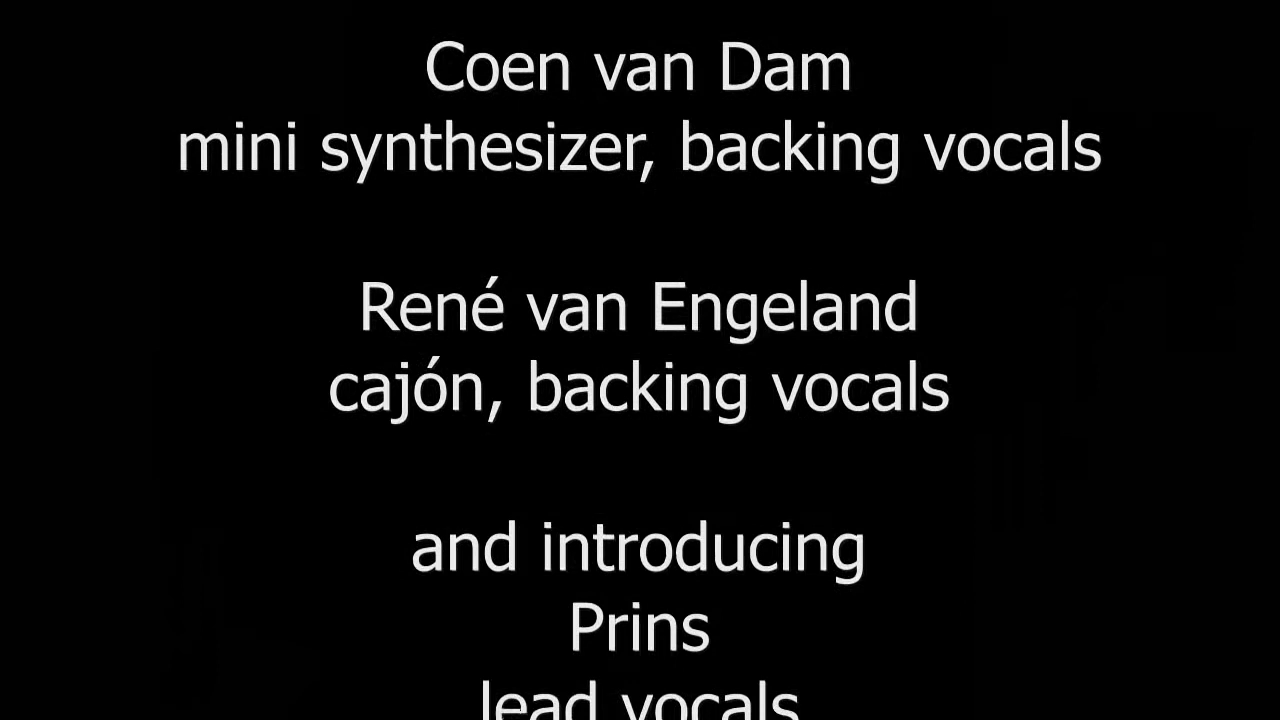 Coen van Dam
mini synthesizer, backing vocals
René van Engeland
cajón, backing vocals
and introducing
Prins
lead vocals